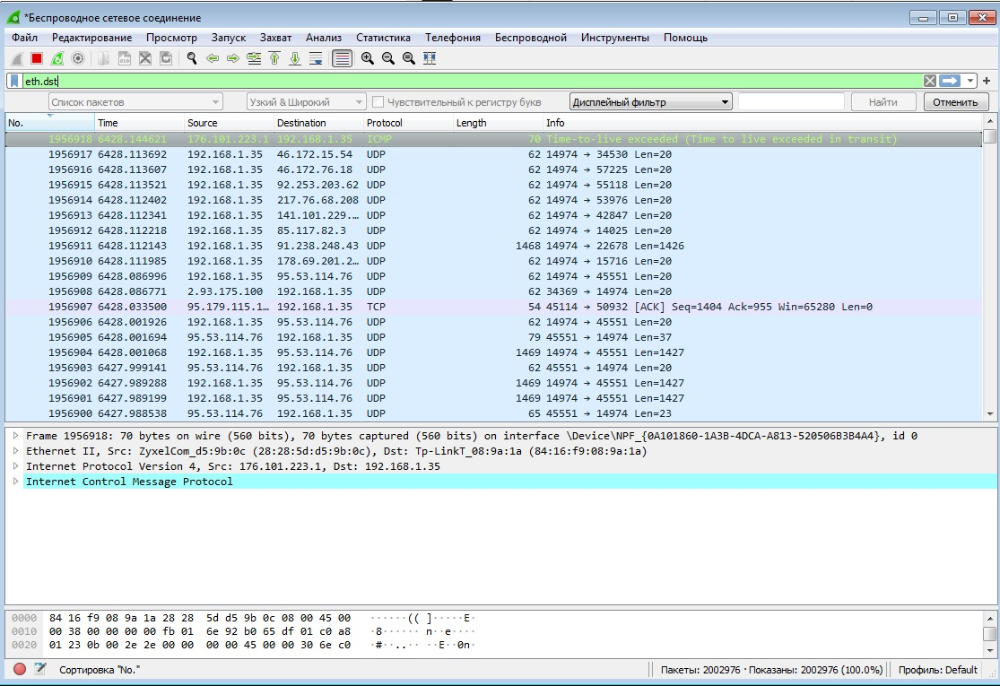 *Беспроводное сетевое соединение
Файл Редактирование Просмотр Запуск Захват Анализ Статистика Телефония Беспроводной Инструменты Помощь
eth.dst
Список пакетов Узкий & Широкий Чувствительный к регистру букв Дисплейный фильтр Найти Отменить
No. Time Source Destination Protocol Length Info
1956918 6428.144621 176.101.223.1 192.168.1.35 ICMP 70 Time-to-live exceeded (Time to live exceeded in transit)
1956917 6428.113692 192.168.1.35 46.172.15.54 UDP 62 14974 → 34530 Len=20
1956916 6428.113607 192.168.1.35 46.172.76.18 UDP 62 14974 → 57225 Len=20
1956915 6428.113521 192.168.1.35 92.253.203.62 UDP 62 14974 → 55118 Len=20
1956914 6428.112402 192.168.1.35 217.76.68.208 UDP 62 14974 → 53976 Len=20
1956913 6428.112341 192.168.1.35 141.101.229.… UDP 62 14974 → 42847 Len=20
1956912 6428.112218 192.168.1.35 85.117.82.3 UDP 62 14974 → 14025 Len=20
1956911 6428.112143 192.168.1.35 91.238.248.43 UDP 1468 14974 → 22678 Len=1426
1956910 6428.111985 192.168.1.35 178.69.201.2… UDP 62 14974 → 15716 Len=20
1956909 6428.086996 192.168.1.35 95.53.114.76 UDP 62 14974 → 45551 Len=20
1956908 6428.086771 2.93.175.100 192.168.1.35 UDP 62 34369 → 14974 Len=20
1956907 6428.033500 95.179.115.1… 192.168.1.35 TCP 54 45114 → 50932 [ACK] Seq=1404 Ack=955 Win=65280 Len=0
1956906 6428.001926 192.168.1.35 95.53.114.76 UDP 62 14974 → 45551 Len=20
1956905 6428.001694 95.53.114.76 192.168.1.35 UDP 79 45551 → 14974 Len=37
1956904 6428.001068 192.168.1.35 95.53.114.76 UDP 1469 14974 → 45551 Len=1427
1956903 6427.999141 95.53.114.76 192.168.1.35 UDP 62 45551 → 14974 Len=20
1956902 6427.989288 192.168.1.35 95.53.114.76 UDP 1469 14974 → 45551 Len=1427
1956901 6427.989199 192.168.1.35 95.53.114.76 UDP 1469 14974 → 45551 Len=1427
1956900 6427.988538 95.53.114.76 192.168.1.35 UDP 65 45551 → 14974 Len=23
Frame 1956918: 70 bytes on wire (560 bits), 70 bytes captured (560 bits) on interface \Device\NPF_{0A101860-1A3B-4DCA-A813-520506B3B4A4}, id 0
Ethernet II, Src: ZyxelCom_d5:9b:0c (28:28:5d:d5:9b:0c), Dst: Tp-LinkT_08:9a:1a (84:16:f9:08:9a:1a)
Internet Protocol Version 4, Src: 176.101.223.1, Dst: 192.168.1.35
Internet Control Message Protocol
0000 84 16 f9 08 9a 1a 28 28 5d d5 9b 0c 08 00 45 00 ······(( ]·····E·
0010 00 38 00 00 00 00 fb 01 6e 92 b0 65 df 01 c0 a8 ·8······ n··e····
0020 01 23 0b 00 2e 2e 00 00 00 00 45 00 00 30 6e c0 ·#··..·· ··E··0n·
Сортировка "No." Пакеты: 2002976 · Показаны: 2002976 (100.0%) Профиль: Default